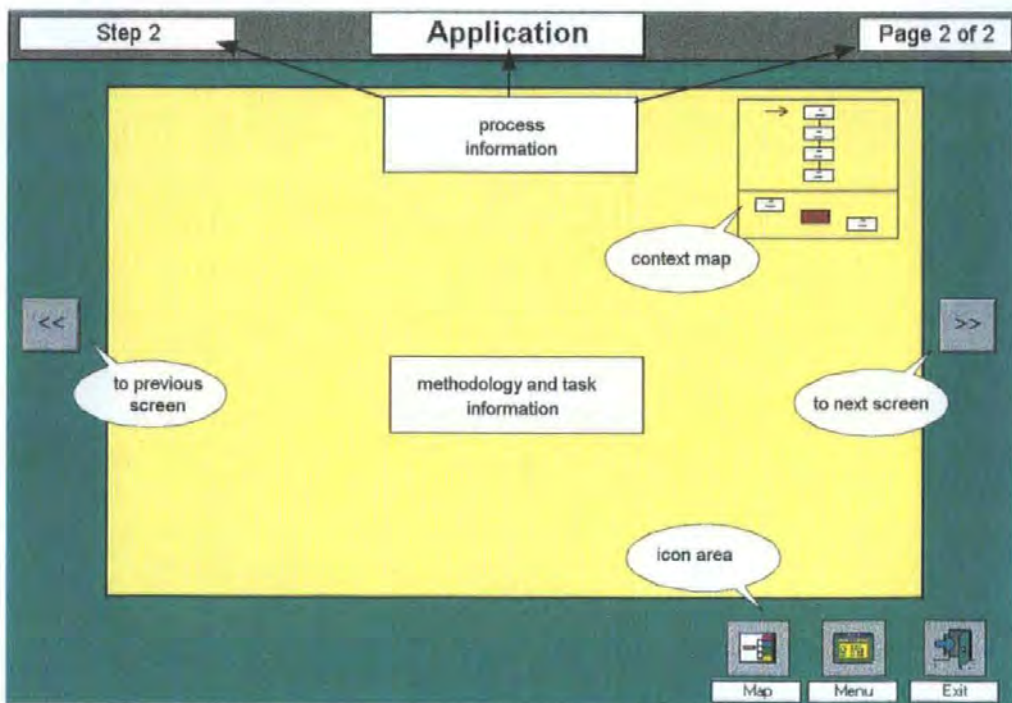 Step 2
Application
Page 2 of 2
process
information
context map
<<
>>
to previous
screen
methodology and task
information
to next screen
icon area
Map
Menu
Exit